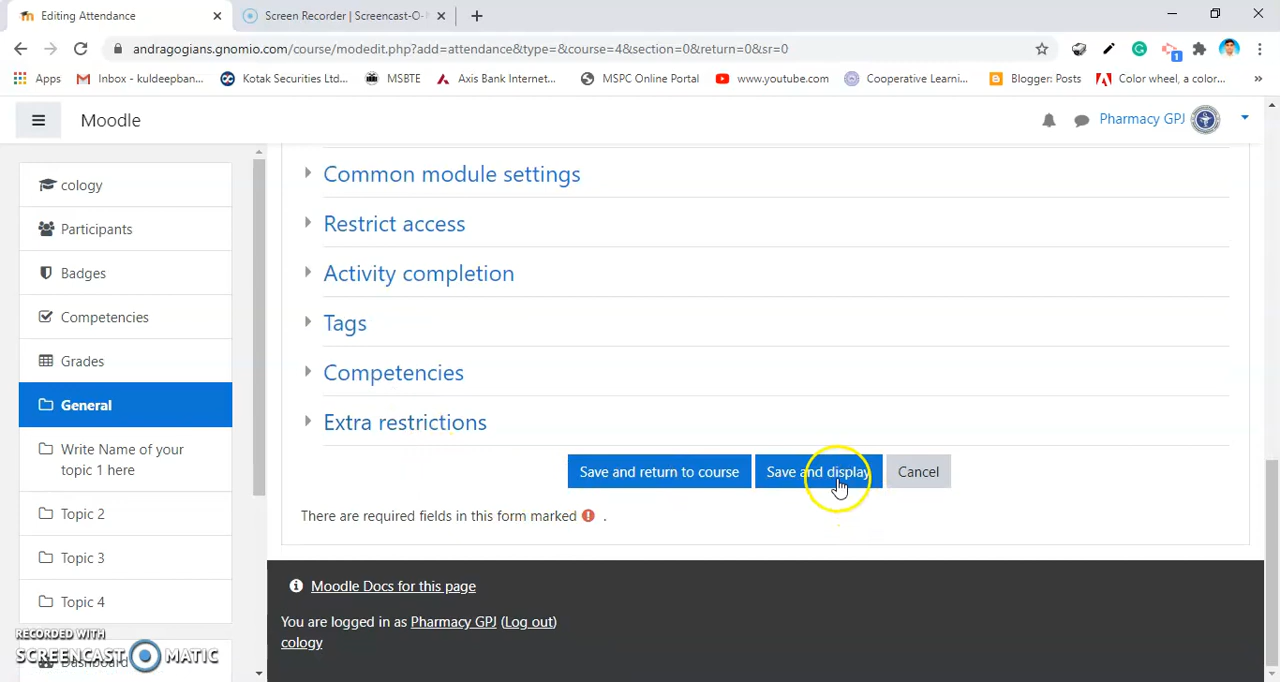 Editing Attendance
Screen Recorder | Screencast-O-
andragogians.gnomio.com/course/modedit.php?add=attendance&type=&course=4&section=0&return=0&sr=0
Apps
Inbox - kuldeepban...
Kotak Securities Ltd...
MSBTE
Axis Bank Internet...
MSPC Online Portal
www.youtube.com
Cooperative Learni...
Blogger: Posts
Color wheel, a color...
1
Moodle
Pharmacy GPJ
cology
Participants
Badges
Competencies
Grades
General
Write Name of your
topic 1 here
Topic 2
Topic 3
Topic 4
Dashboard
RECORDED WITH
SCREENCAST MATIC
Common module settings
Restrict access
Activity completion
Tags
Competencies
Extra restrictions
Save and return to course
Save and display
Cancel
There are required fields in this form marked .
Moodle Docs for this page
You are logged in as Pharmacy GPJ (Log out)
cology